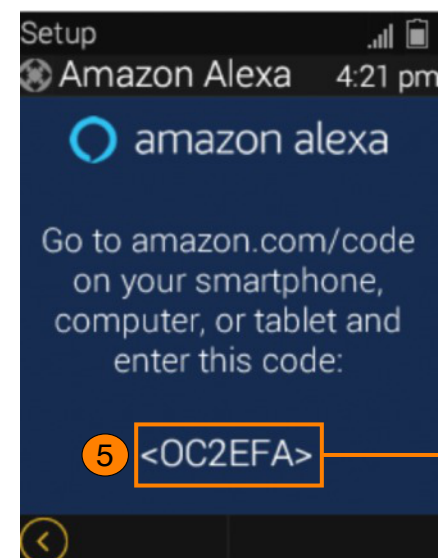 Setup
Amazon Alexa 4:21 pm
amazon alexa
Go to amazon.com/code
on your smartphone,
computer, or tablet and
enter this code:
5 <OC2EFA>